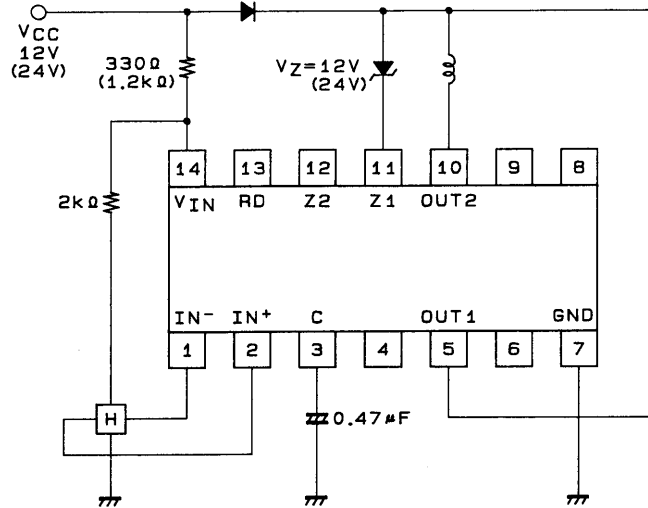 VCC
12V
(24V)
330Ω
(1.2kΩ)
VZ=12V
(24V)
14 13 12 11 10 9 8
2kΩ
VIN RD Z2 Z1 OUT2
IN- IN+ C OUT1 GND
1 2 3 4 5 6 7
H
0.47μF